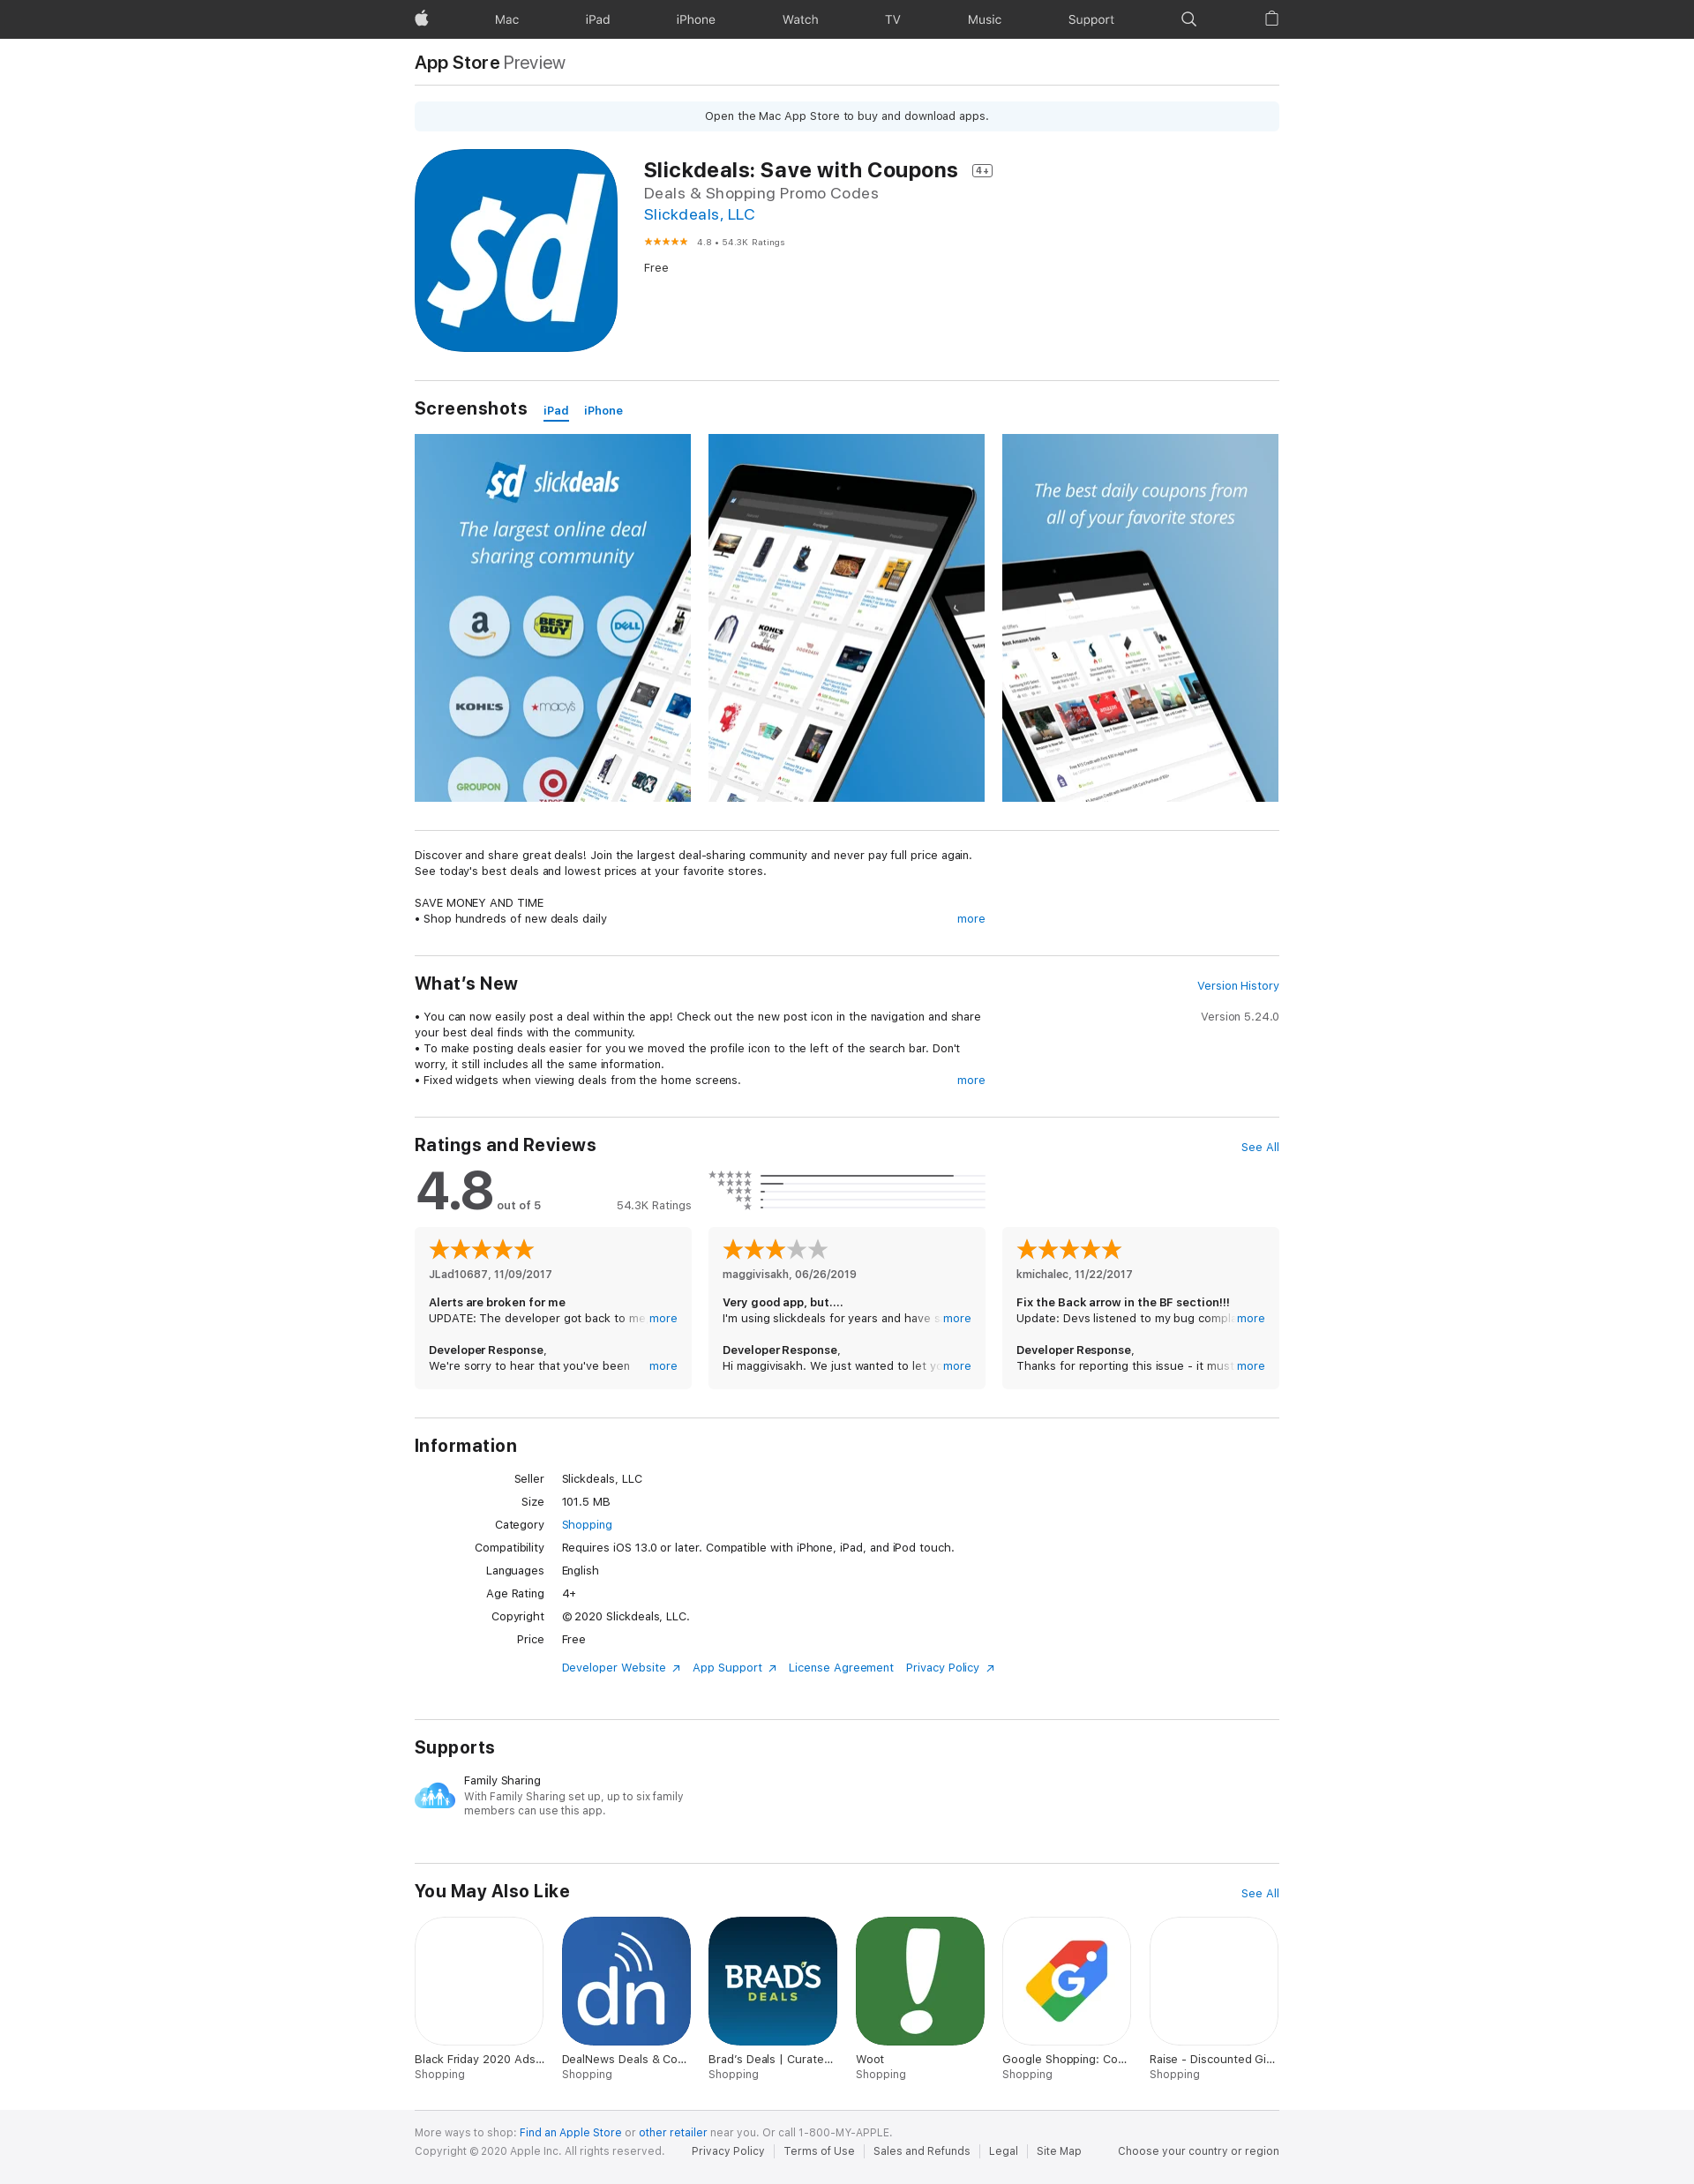 Mac iPad iPhone Watch TV Music Support
App Store Preview
Open the Mac App Store to buy and download apps.
Slickdeals: Save with Coupons 4+
Deals & Shopping Promo Codes
Slickdeals, LLC
4.8 • 54.3K Ratings
Free
$d
Screenshots iPad iPhone
$d slickdeals
The largest online deal
sharing community
a
BEST BUY
DELL
KOHL'S
macy's
GROUPON
KOHL'S
30% Off
for
Cardholders
The best daily coupons from
all of your favorite stores
Discover and share great deals! Join the largest deal-sharing community and never pay full price again.
See today's best deals and lowest prices at your favorite stores.
SAVE MONEY AND TIME
• Shop hundreds of new deals daily more
What's New Version History
• You can now easily post a deal within the app! Check out the new post icon in the navigation and share Version 5.24.0
your best deal finds with the community.
• To make posting deals easier for you we moved the profile icon to the left of the search bar. Don't
worry, it still includes all the same information.
• Fixed widgets when viewing deals from the home screens. more
Ratings and Reviews See All
4.8 out of 5 54.3K Ratings
JLad10687, 11/09/2017
Alerts are broken for me
UPDATE: The developer got back to me more
Developer Response,
We're sorry to hear that you've been more
maggivisakh, 06/26/2019
Very good app, but....
I'm using slickdeals for years and have s more
Developer Response,
Hi maggivisakh. We just wanted to let yo more
kmichalec, 11/22/2017
Fix the Back arrow in the BF section!!!
Update: Devs listened to my bug compla more
Developer Response,
Thanks for reporting this issue - it must more
Information
Seller Slickdeals, LLC
Size 101.5 MB
Category Shopping
Compatibility Requires iOS 13.0 or later. Compatible with iPhone, iPad, and iPod touch.
Languages English
Age Rating 4+
Copyright © 2020 Slickdeals, LLC.
Price Free
Developer Website App Support License Agreement Privacy Policy
Supports
Family Sharing
With Family Sharing set up, up to six family
members can use this app.
You May Also Like See All
dn
BRAD'S
DEALS
G
Black Friday 2020 Ads... DealNews Deals & Co... Brad's Deals | Curate... Woot Google Shopping: Co... Raise - Discounted Gi...
Shopping Shopping Shopping Shopping Shopping Shopping
More ways to shop: Find an Apple Store or other retailer near you. Or call 1-800-MY-APPLE.
Copyright © 2020 Apple Inc. All rights reserved. Privacy Policy Terms of Use Sales and Refunds Legal Site Map Choose your country or region